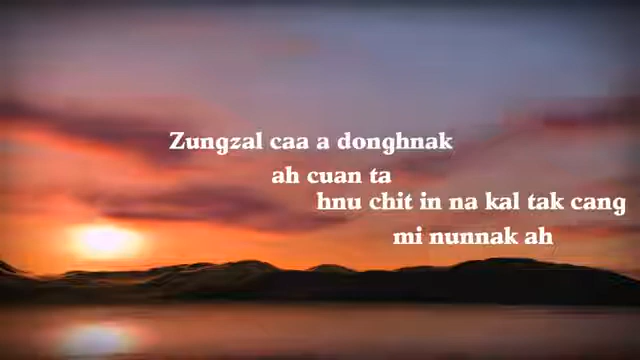 Zungzal caa a donghnak
ah cuan ta
hnu chit in na kal tak cang
mi nunnak ah